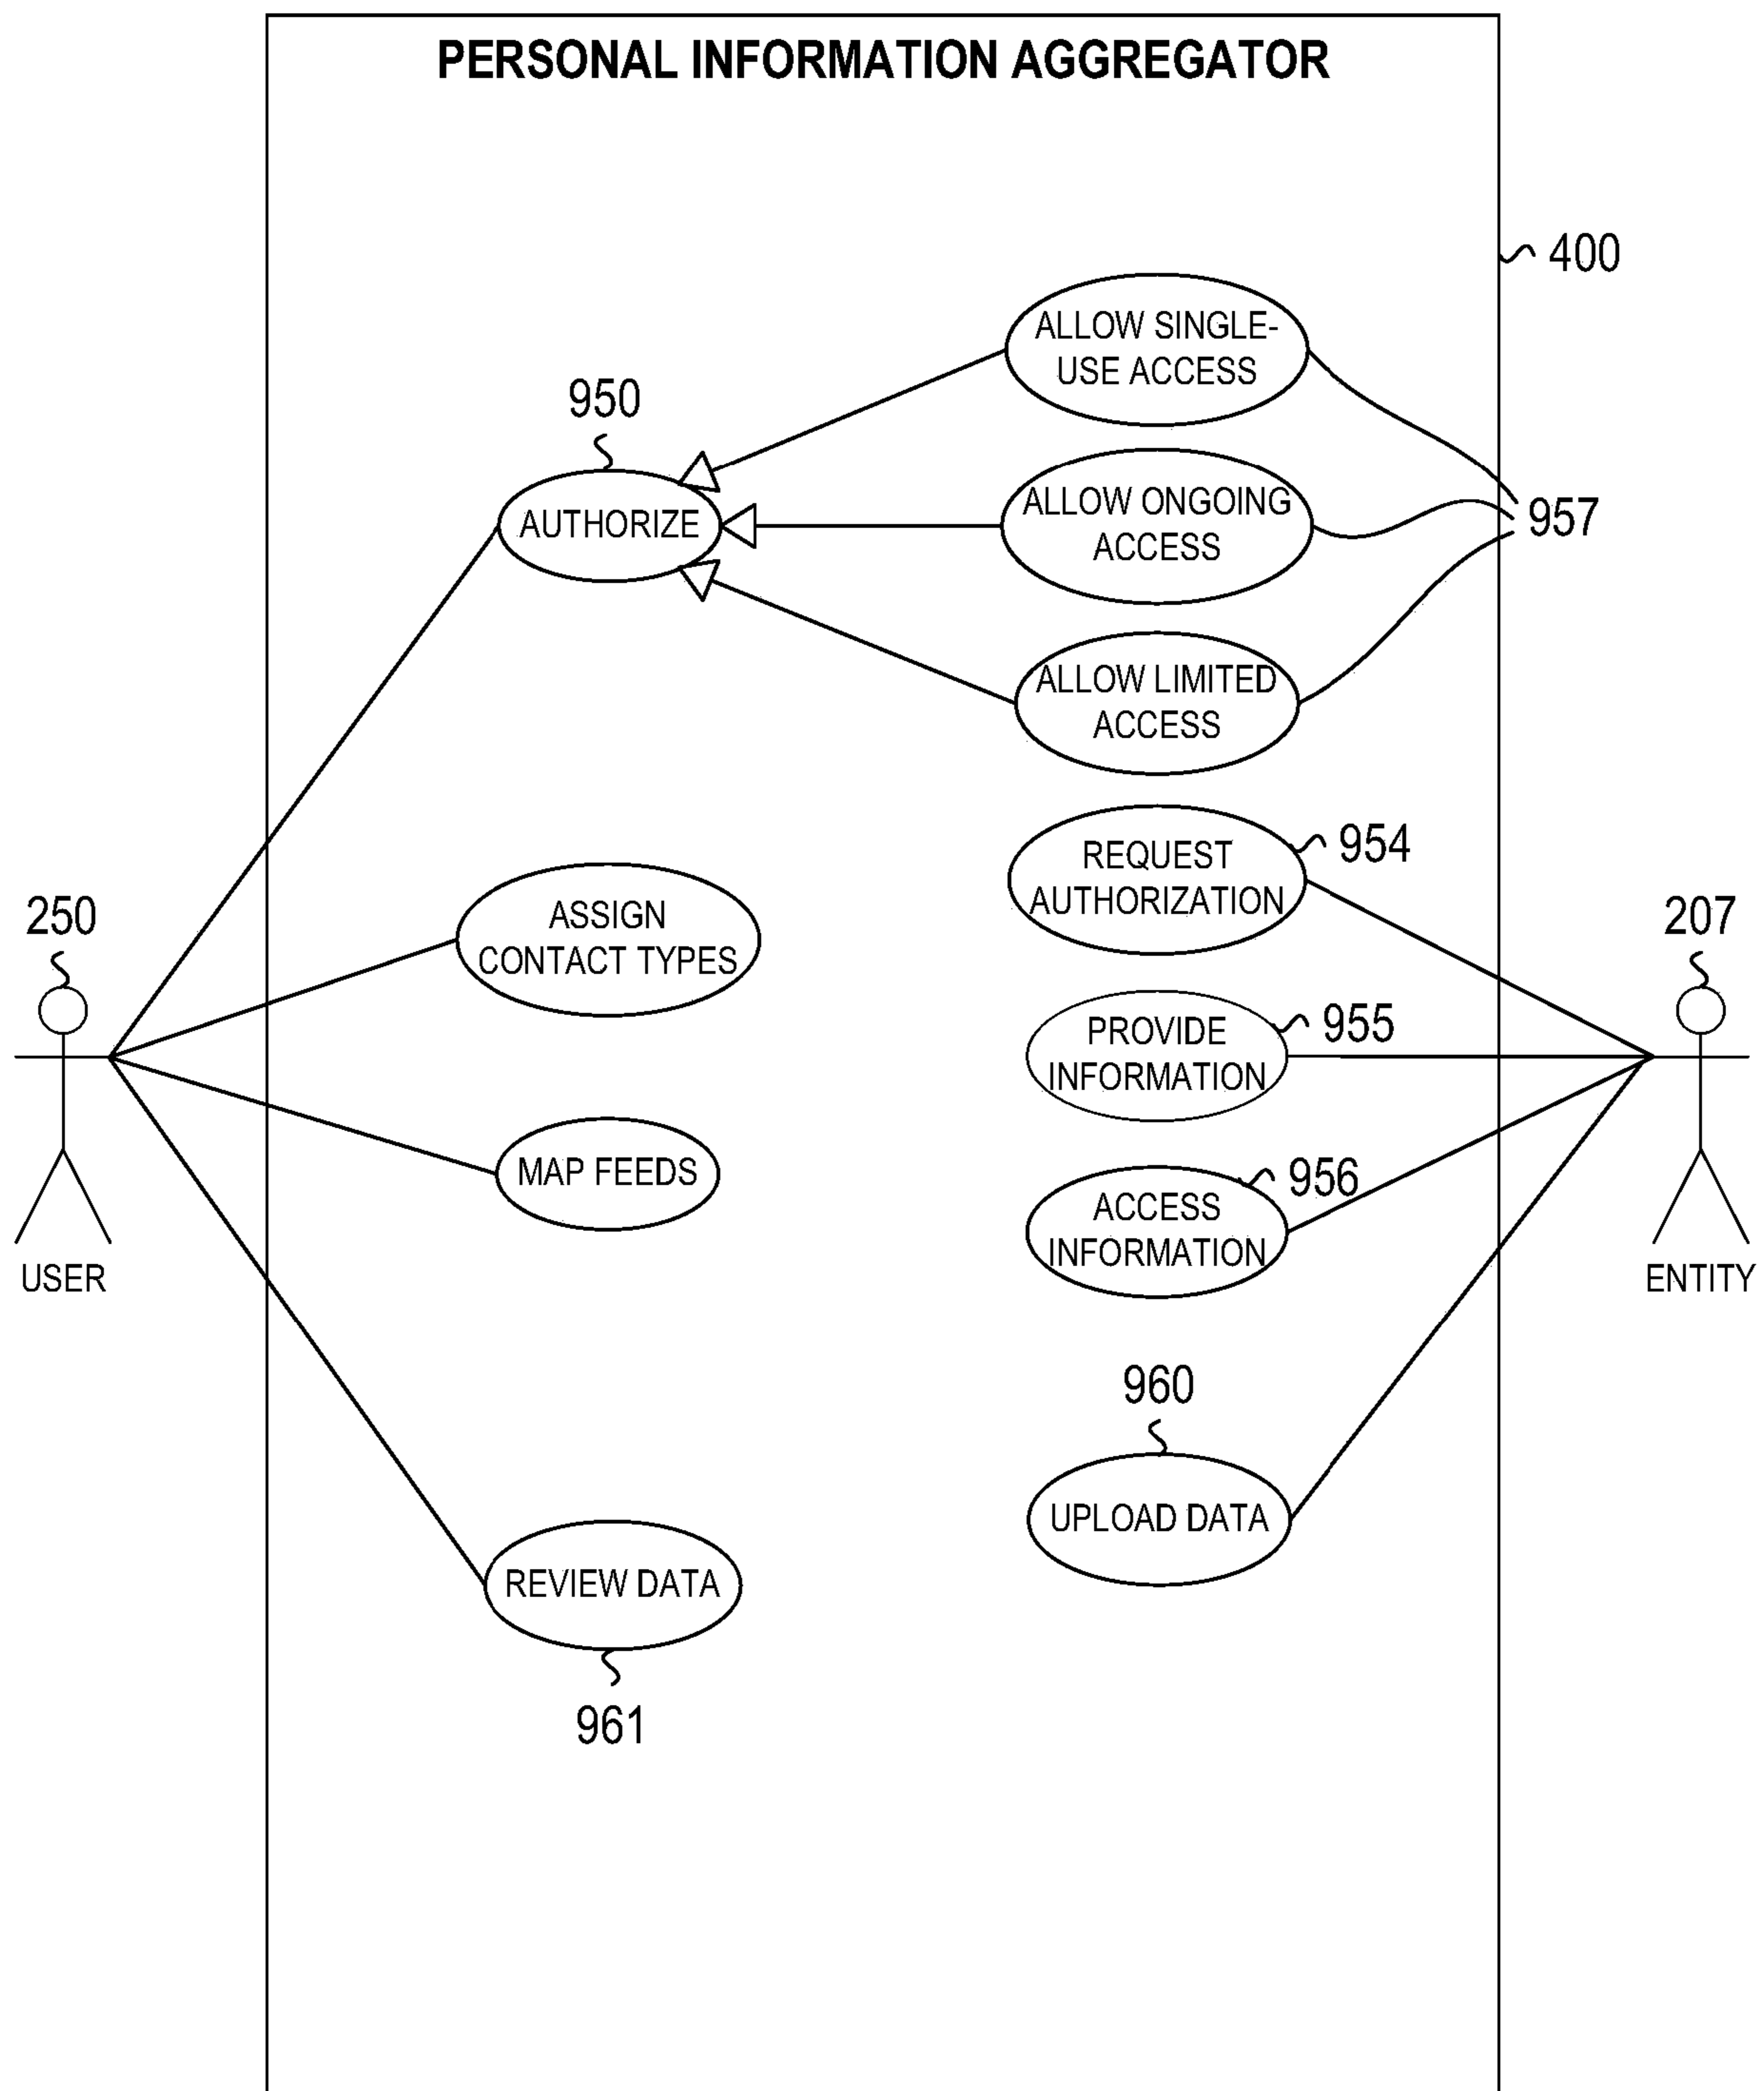 PERSONAL INFORMATION AGGREGATOR
400
ALLOW SINGLE-
USE ACCESS
950
AUTHORIZE
ALLOW ONGOING
ACCESS
957
ALLOW LIMITED
ACCESS
REQUEST
AUTHORIZATION
954
250
ASSIGN
CONTACT TYPES
207
PROVIDE
INFORMATION
955
MAP FEEDS
ACCESS
INFORMATION
956
USER
ENTITY
960
UPLOAD DATA
REVIEW DATA
961